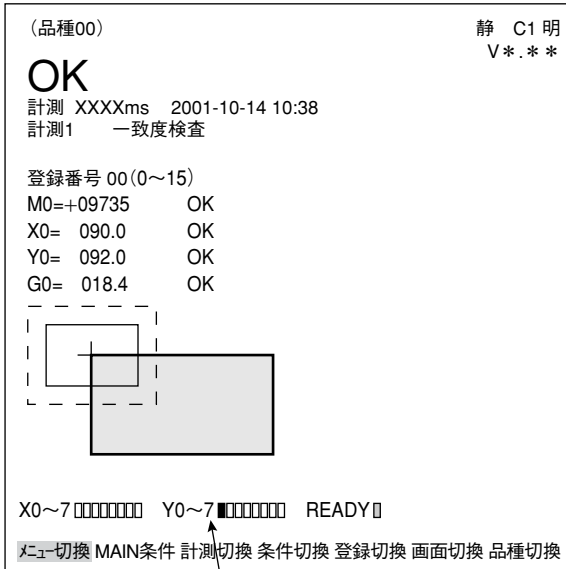 (品種00)
静 C1 明
V*.**
OK
計測 XXXXms 2001-10-14 10:38
計測1 一致度検査
登録番号 00(0~15)
M0=+09735 OK
X0= 090.0 OK
Y0= 092.0 OK
G0= 018.4 OK
X0~7 ▯▯▯▯▯▯▯▯ Y0~7 ▮▯▯▯▯▯▯▯ READY ▯
メニュー切換 MAIN条件 計測切換 条件切換 登録切換 画面切換 品種切換